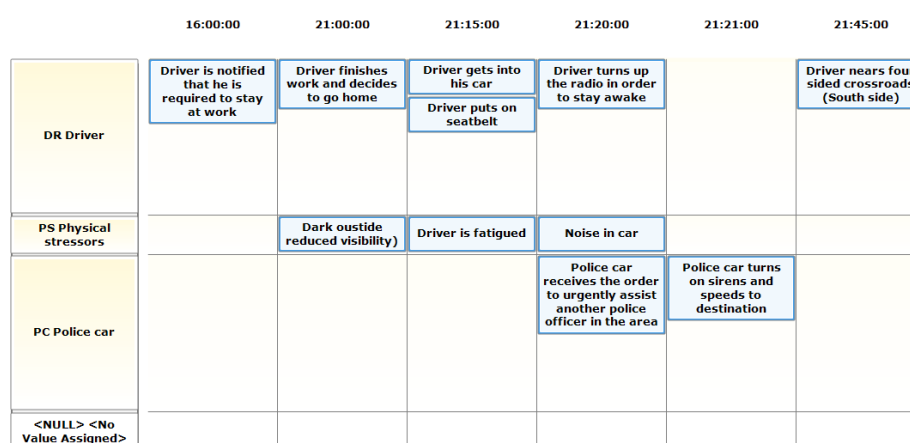 16:00:00 21:00:00 21:15:00 21:20:00 21:21:00 21:45:00
DR Driver
Driver is notified
that he is
required to stay
at work
Driver finishes
work and decides
to go home
Driver gets into
his car
Driver puts on
seatbelt
Driver turns up
the radio in order
to stay awake
Driver nears four
sided crossroads
(South side)
PS Physical
stressors
Dark oustide
reduced visibility)
Driver is fatigued
Noise in car
PC Police car
Police car
receives the order
to urgently assist
another police
officer in the area
Police car turns
on sirens and
speeds to
destination
<NULL> <No
Value Assigned>